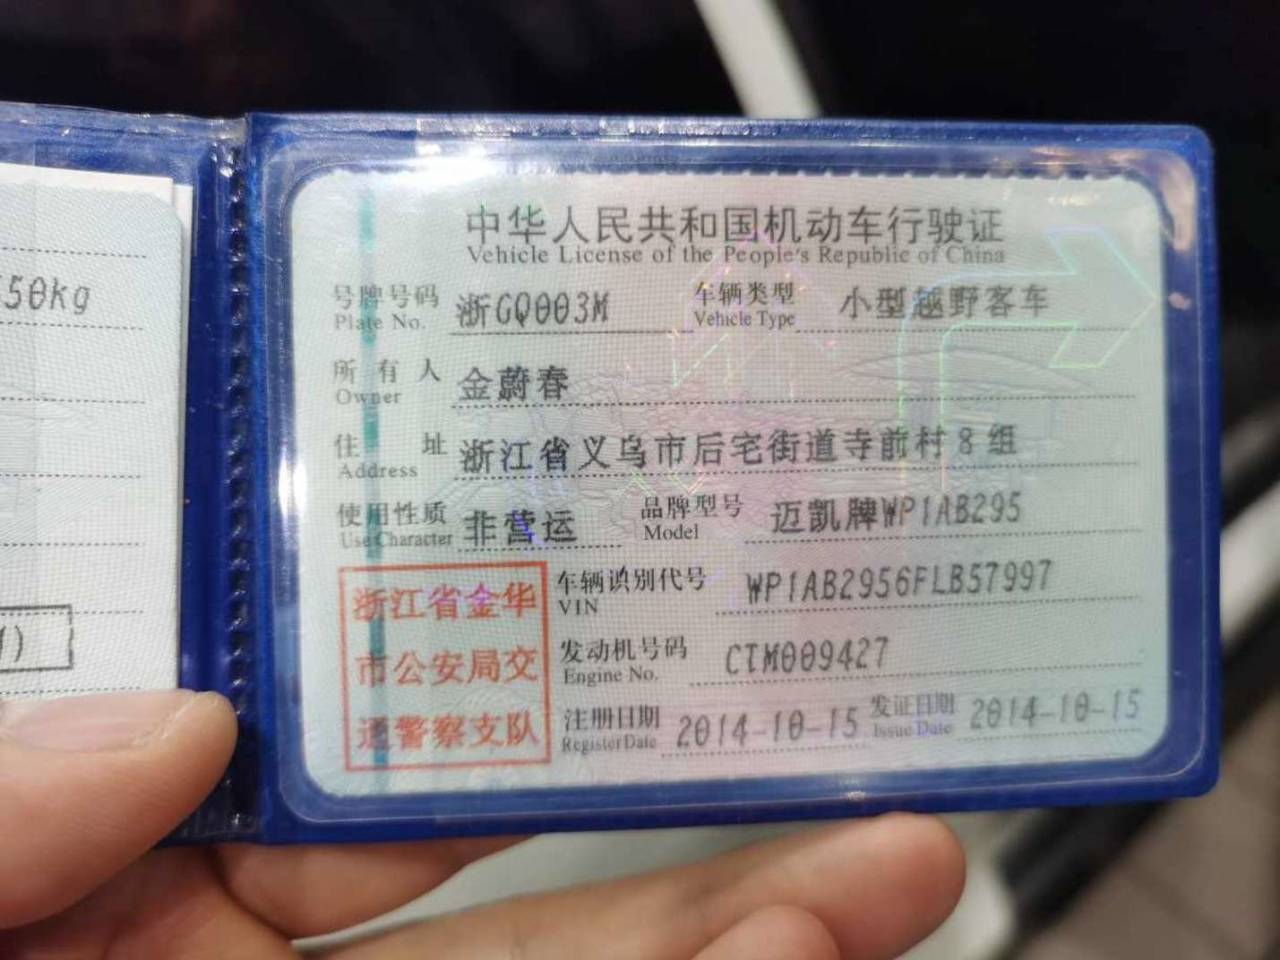 50kg
中华人民共和国机动车行驶证
Vehicle License of the People's Republic of China
号牌号码 浙GQ003M 车辆类型 小型越野客车
Plate No. Vehicle Type
所有人 金蔚春
Owner
住址 浙江省义乌市后宅街道寺前村8组
Address
使用性质 非营运 品牌型号 迈凯牌WP1AB295
Use Character Model
浙江省金华
市公安局交
通警察支队
车辆识别代号 WP1AB2956FLB57997
VIN
发动机号码 CTM009427
Engine No.
注册日期 2014-10-15 发证日期 2014-10-15
Register Date Issue Date